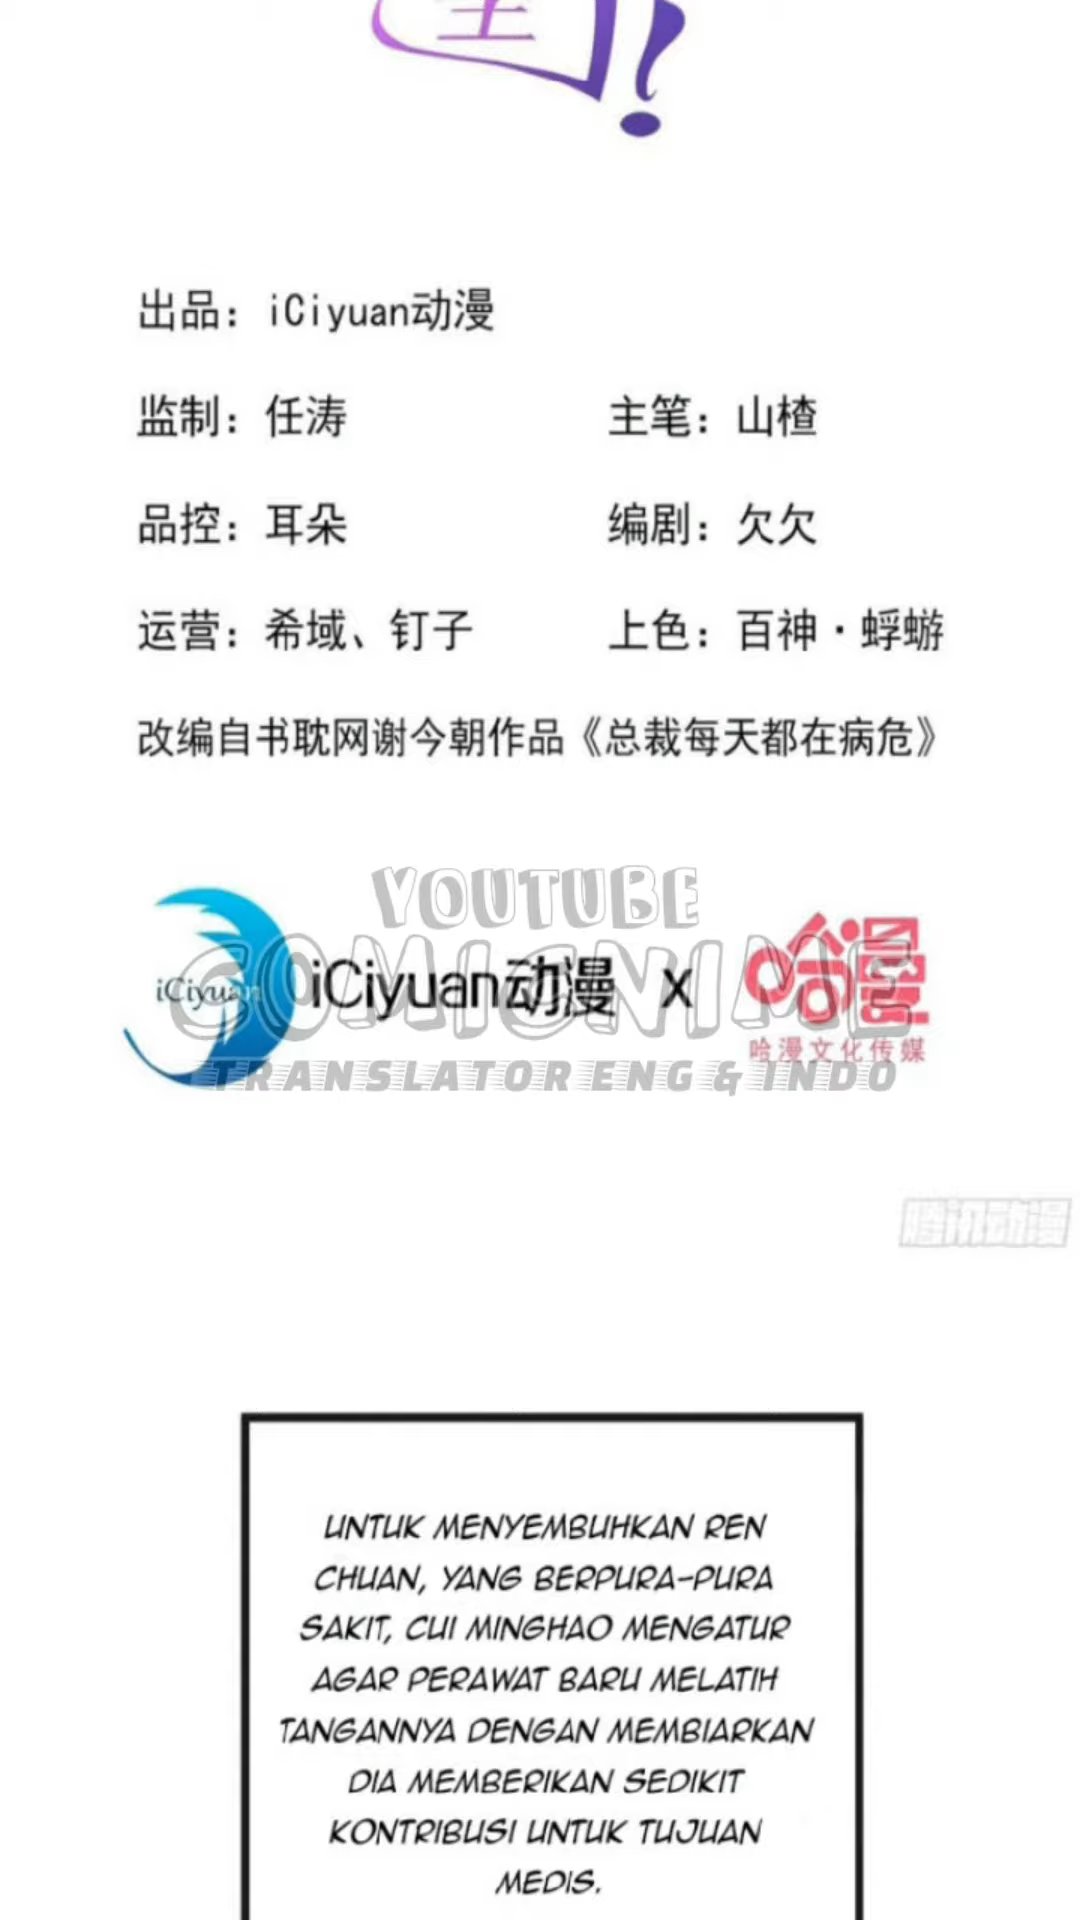 出品：iCiyuan动漫
监制：任涛 主笔：山楂
品控：耳朵 编剧：欠欠
运营：希域、钉子 上色：百神·蜉蝣
改编自书耽网谢今朝作品《总裁每天都在病危》
YOUTUBE
COMICNIME
TRANSLATOR ENG & INDO
iCiyuan
iCiyuan动漫 x 哈漫
哈漫文化传媒
腾讯动漫
UNTUK MENYEMBUHKAN REN
CHUAN, YANG BERPURA-PURA
SAKIT, CUI MINGHAO MENGATUR
AGAR PERAWAT BARU MELATIH
TANGANNYA DENGAN MEMBIARKAN
DIA MEMBERIKAN SEDIKIT
KONTRIBUSI UNTUK TUJUAN
MEDIS.